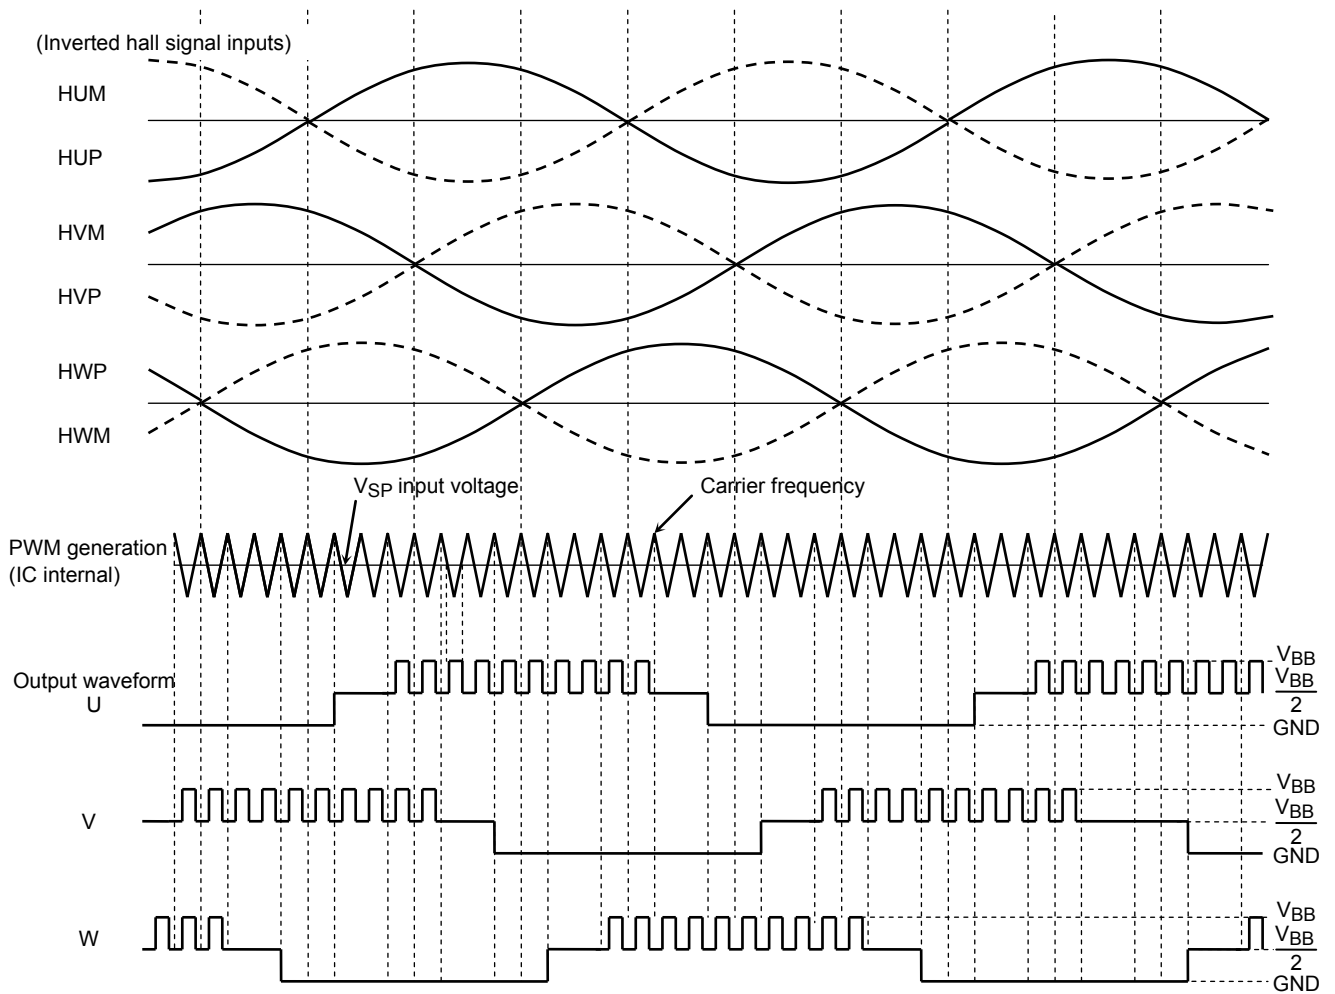 (Inverted hall signal inputs)
HUM
HUP
HVM
HVP
HWP
HWM
VSP input voltage
Carrier frequency
PWM generation
(IC internal)
Output waveform
U
VBB
VBB
2
GND
V
VBB
VBB
2
GND
W
VBB
VBB
2
GND